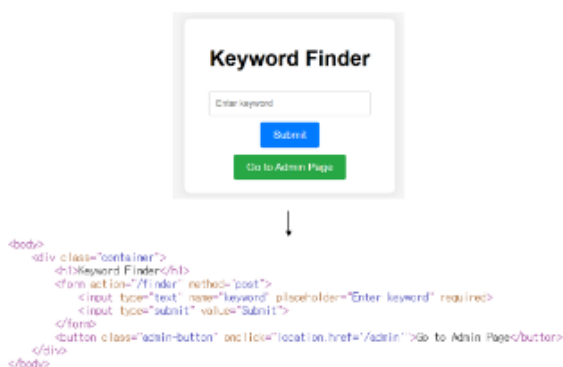 Keyword Finder
Enter keyword
Submit
Go to Admin Page
<body>
<div class="container">
<h1>Keyword Finder</h1>
<form action="/finder" method="post">
<input type="text" name="keyword" placeholder="Enter keyword" required>
<input type="submit" value="Submit">
</form>
<button class="admin-button" onclick="location.href='/admin'">Go to Admin Page</button>
</div>
</body>